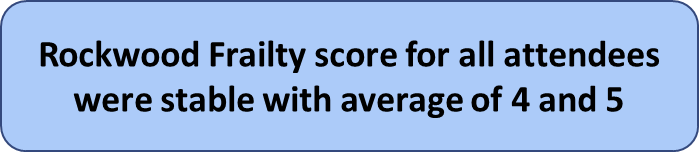 Rockwood Frailty score for all attendees
were stable with average of 4 and 5